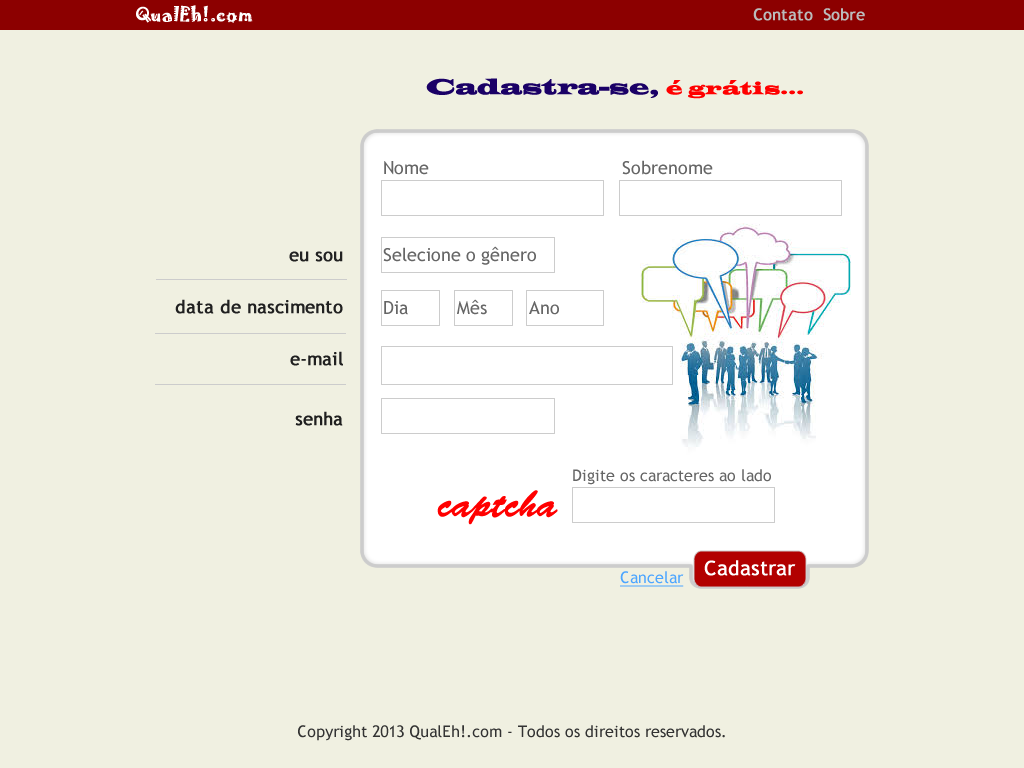 QualEh!.com
Contato Sobre
Cadastra-se, é grátis...
Nome
Sobrenome
eu sou
Selecione o gênero
data de nascimento
Dia
Mês
Ano
e-mail
senha
Digite os caracteres ao lado
captcha
Cancelar
Cadastrar
Copyright 2013 QualEh!.com - Todos os direitos reservados.